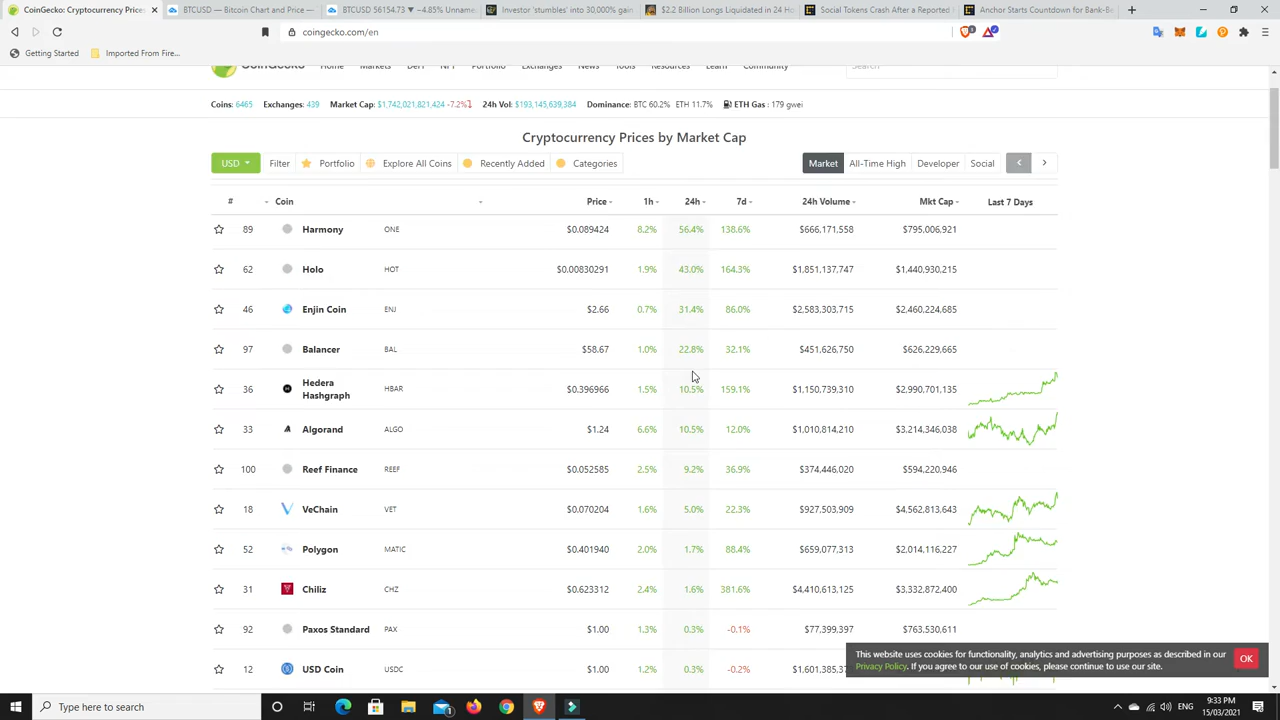 CoinGecko: Cryptocurrency Prices
BTCUSD — Bitcoin Chart and Price —
BTCUSD 56154.73 ▼ −4.85% Unnam
Investor 'stumbles' into 30,000% gain
$2.2 Billion Longs Liquidated in 24 Ho
Social Tokens Crash After a Reported
Anchor Starts Countdown for Bank-Be
coingecko.com/en
Getting Started
Imported From Fire...
CoinGecko Home Markets DeFi NFT Portfolio Exchanges News Tools Resources Learn Community Search
Coins: 6465 Exchanges: 439 Market Cap: $1,742,021,821,424 -7.2% 24h Vol: $193,145,639,384 Dominance: BTC 60.2% ETH 11.7% ETH Gas : 179 gwei
Cryptocurrency Prices by Market Cap
USD Filter Portfolio Explore All Coins Recently Added Categories Market All-Time High Developer Social
# Coin Price 1h 24h 7d 24h Volume Mkt Cap Last 7 Days
89 Harmony ONE $0.089424 8.2% 56.4% 138.6% $666,171,558 $795,006,921
62 Holo HOT $0.00830291 1.9% 43.0% 164.3% $1,851,137,747 $1,440,930,215
46 Enjin Coin ENJ $2.66 0.7% 31.4% 86.0% $2,583,303,715 $2,460,224,685
97 Balancer BAL $58.67 1.0% 22.8% 32.1% $451,626,750 $626,229,665
36 Hedera Hashgraph HBAR $0.396966 1.5% 10.5% 159.1% $1,150,739,310 $2,990,701,135
33 Algorand ALGO $1.24 6.6% 10.5% 12.0% $1,010,814,210 $3,214,346,038
100 Reef Finance REEF $0.052585 2.5% 9.2% 36.9% $374,446,020 $594,220,946
18 VeChain VET $0.070204 1.6% 5.0% 22.3% $927,503,909 $4,562,813,643
52 Polygon MATIC $0.401940 2.0% 1.7% 88.4% $659,077,313 $2,014,116,227
31 Chiliz CHZ $0.623312 2.4% 1.6% 381.6% $4,410,613,125 $3,332,872,400
92 Paxos Standard PAX $1.00 1.3% 0.3% -0.1% $77,399,397 $763,530,611
12 USD Coin USDC $1.00 1.2% 0.3% -0.2% $1,601,385,37
This website uses cookies for functionality, analytics and advertising purposes as described in our
Privacy Policy. If you agree to our use of cookies, please continue to use our site.
OK
Type here to search
ENG
9:33 PM
15/03/2021